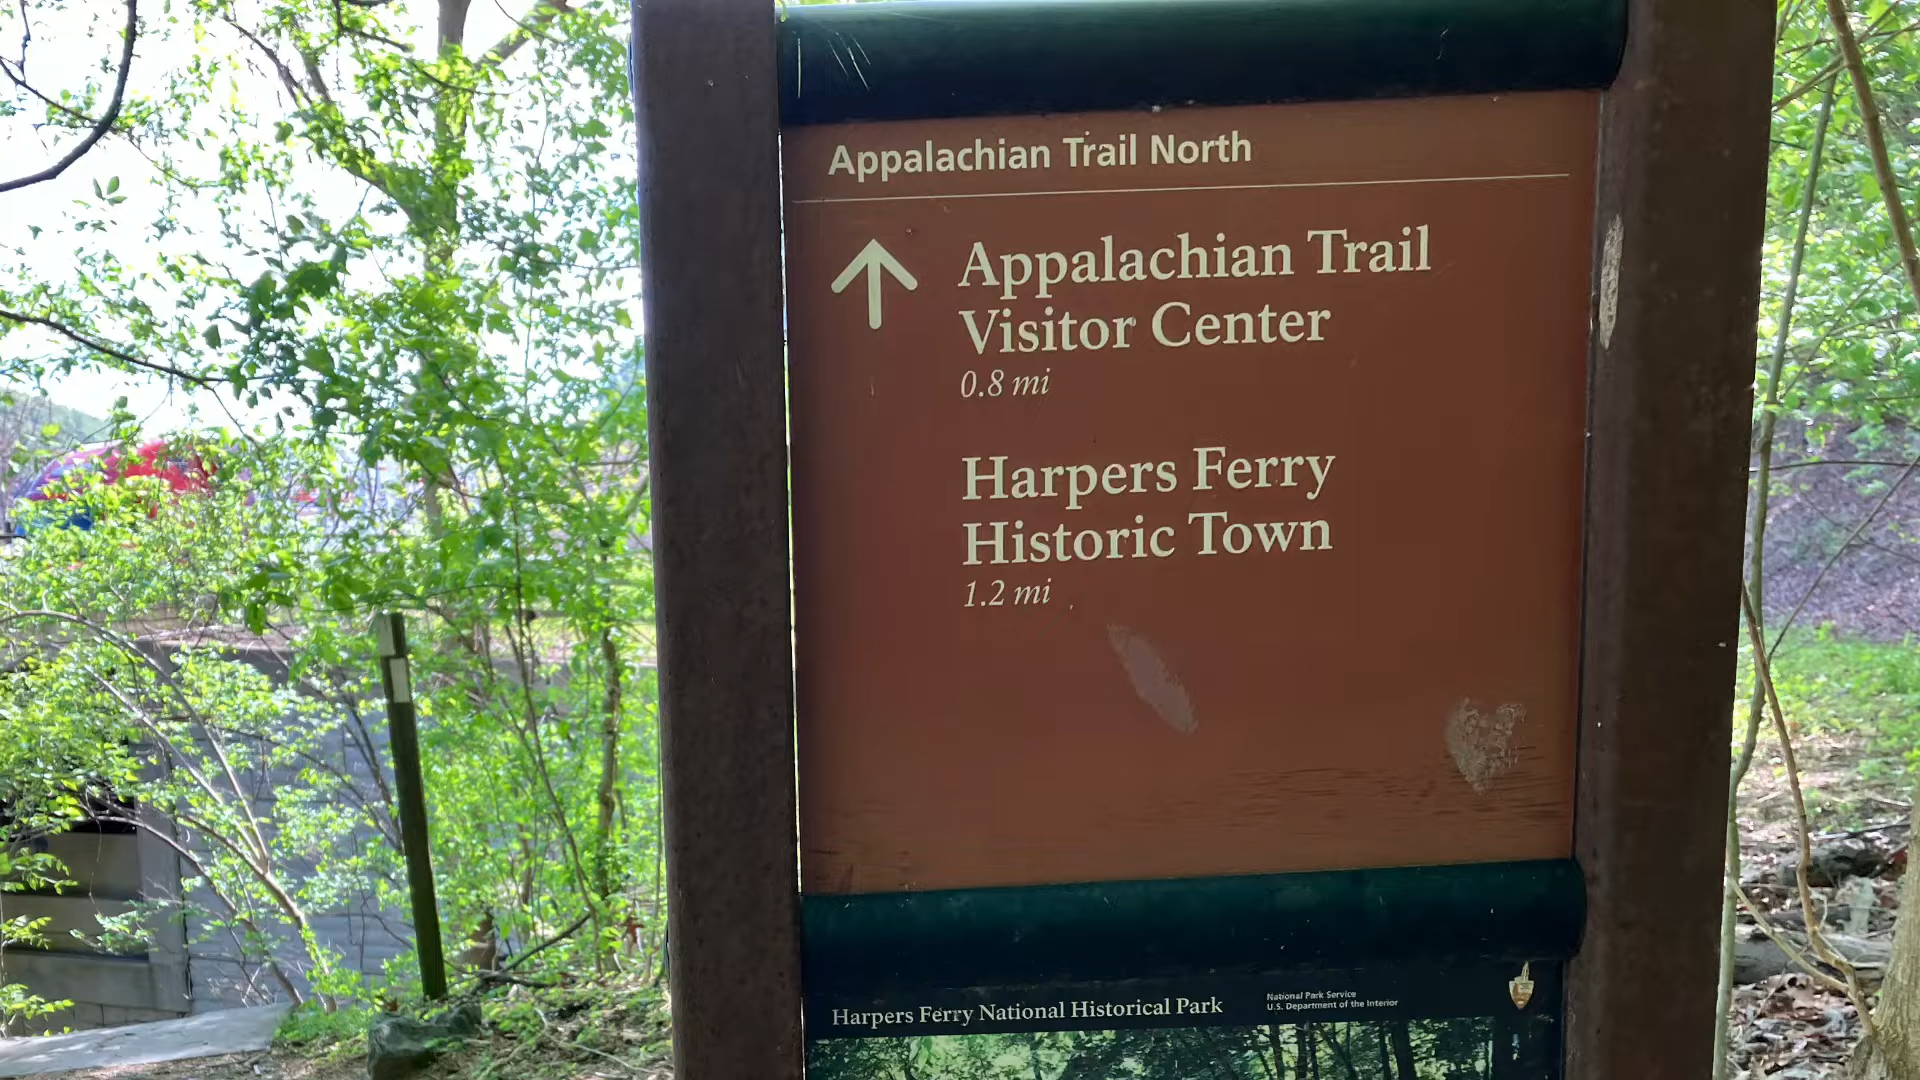 Appalachian Trail North
Appalachian Trail
Visitor Center
0.8 mi
Harpers Ferry
Historic Town
1.2 mi
Harpers Ferry National Historical Park
National Park Service
U.S. Department of the Interior